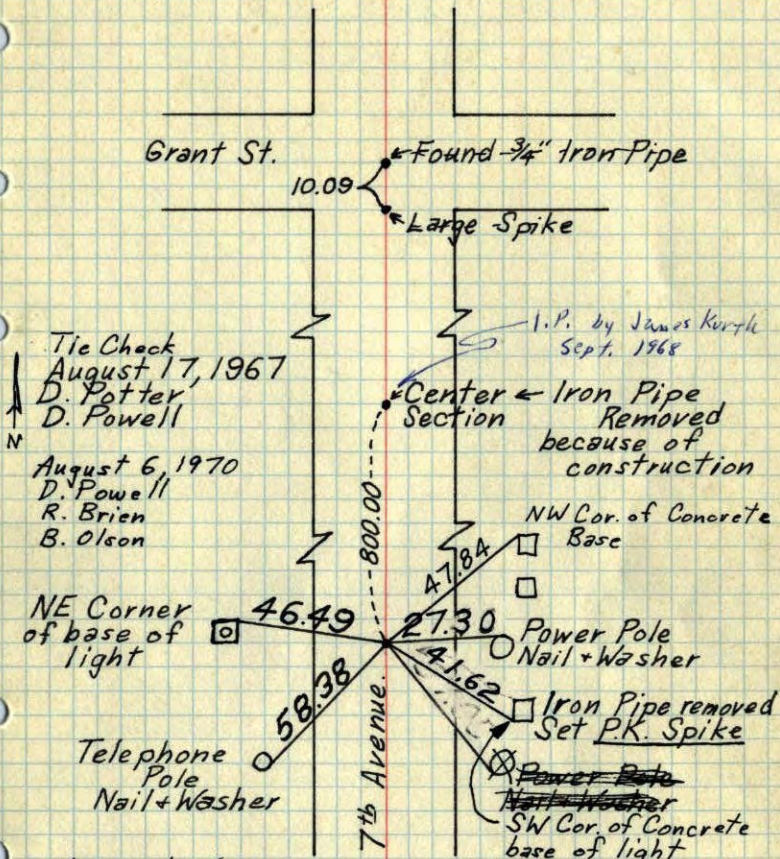 Grant St.
Found 3/4" Iron Pipe
10.09
Large Spike
I.P. by James
Sept. 1968
Tie Check
August 17, 1967
D. Potter
D. Powell
N
August 6, 1970
D. Powell
R. Brien
B. Olson
Center
Section
Iron Pipe
Removed
because of
construction
800.00
NW Cor. of Concrete
Base
47.84
NE Corner
of base of
light
46.49
27.30
Power Pole
Nail + Washer
41.62
58.38
Iron Pipe removed
Set P.K. Spike
Telephone
Pole
Nail + Washer
7th Avenue.
Power Pole
Nail + Washer
SW Cor. of Concrete
base of light